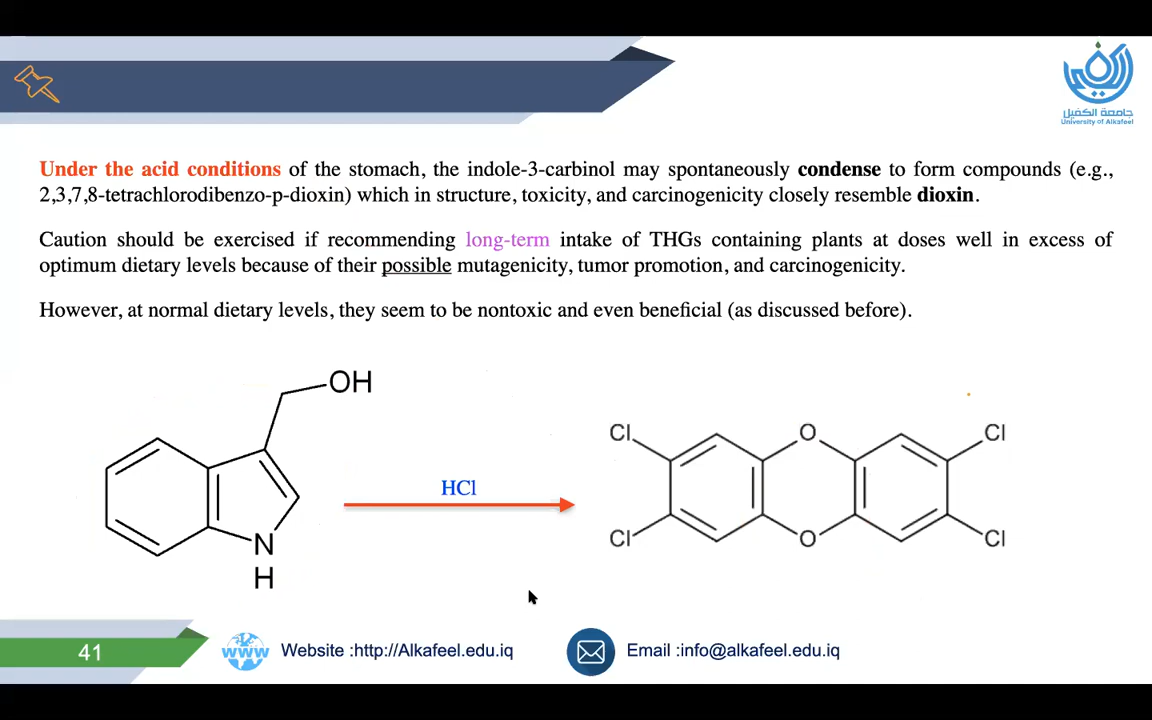 جامعة الكفيل
University of Alkafeel
Under the acid conditions of the stomach, the indole-3-carbinol may spontaneously condense to form compounds (e.g.,
2,3,7,8-tetrachlorodibenzo-p-dioxin) which in structure, toxicity, and carcinogenicity closely resemble dioxin.
Caution should be exercised if recommending long-term intake of THGs containing plants at doses well in excess of
optimum dietary levels because of their possible mutagenicity, tumor promotion, and carcinogenicity.
However, at normal dietary levels, they seem to be nontoxic and even beneficial (as discussed before).
OH
N
H
HCl
Cl
O
Cl
Cl
O
Cl
41
www
Website :http://Alkafeel.edu.iq
Email :info@alkafeel.edu.iq